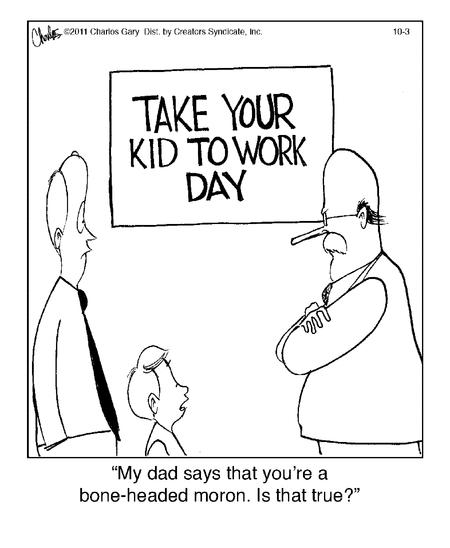 Charlos ©2011 Charlos Gary Dist. by Creators Syndicate, Inc. 10-3
TAKE YOUR
KID TO WORK
DAY
“My dad says that you’re a
bone-headed moron. Is that true?”